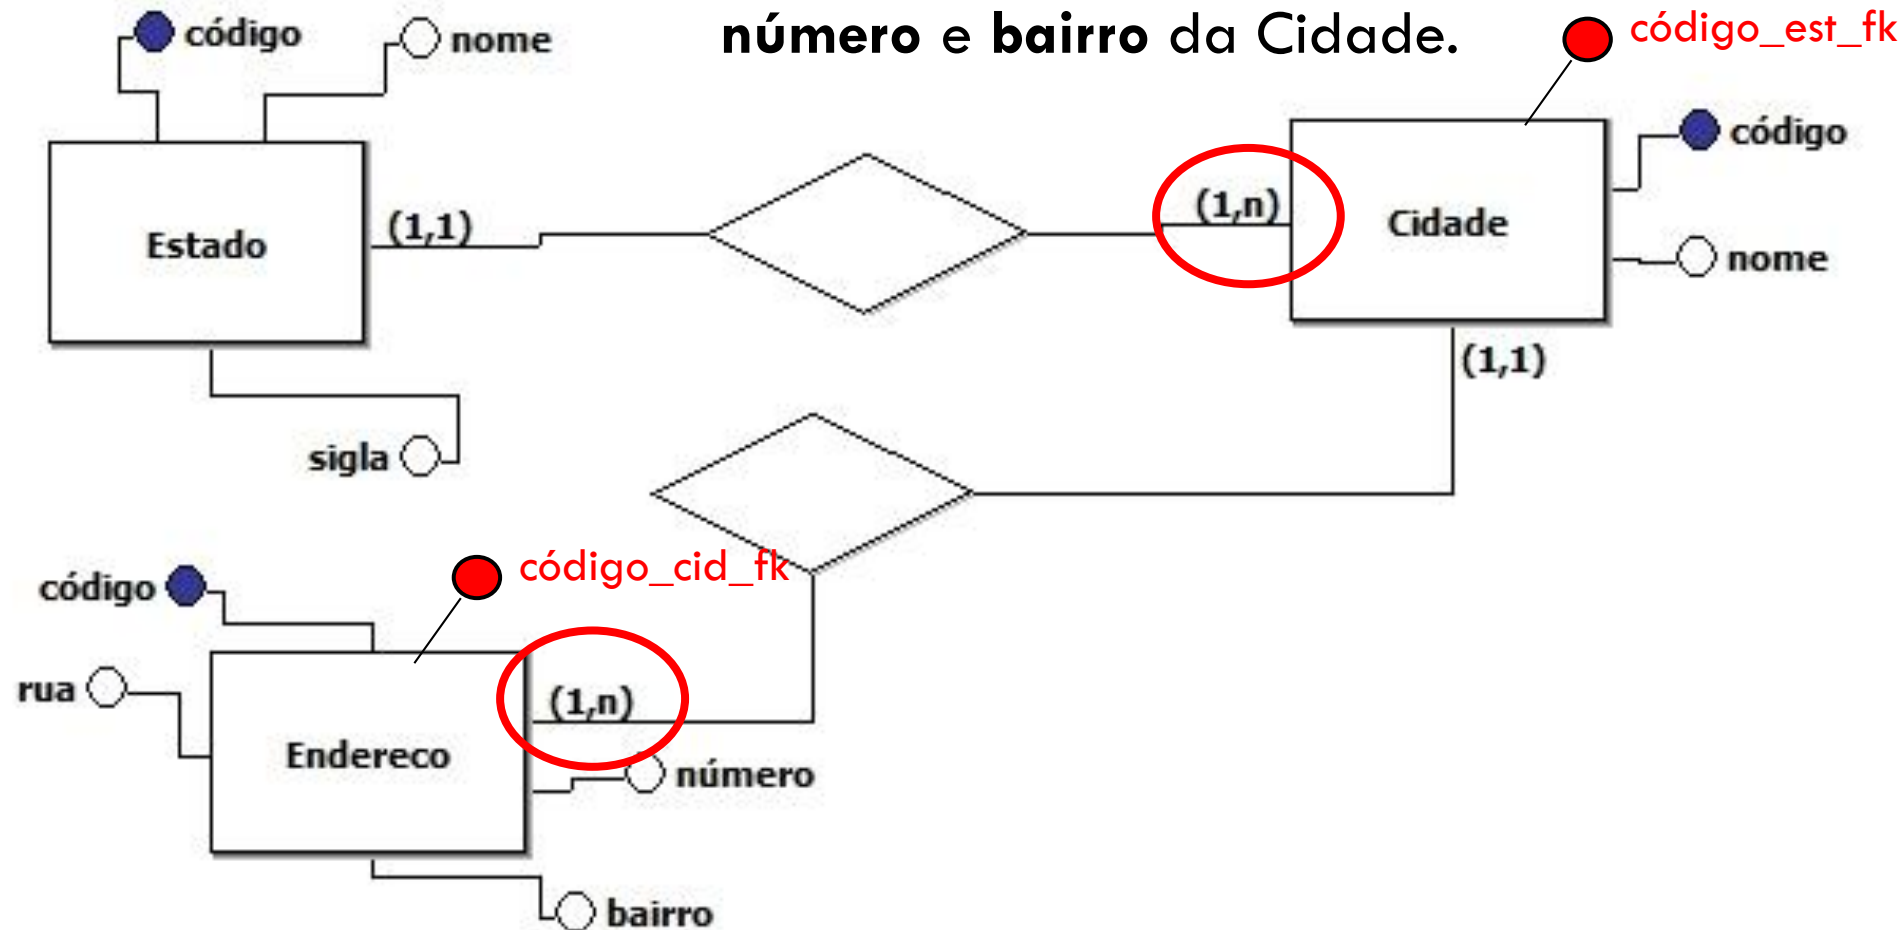 número e bairro da Cidade.
código_est_fk
código
nome
código
(1,n)
(1,1)
Estado
Cidade
nome
(1,1)
sigla
código_cid_fk
código
rua
(1,n)
Endereco
número
bairro